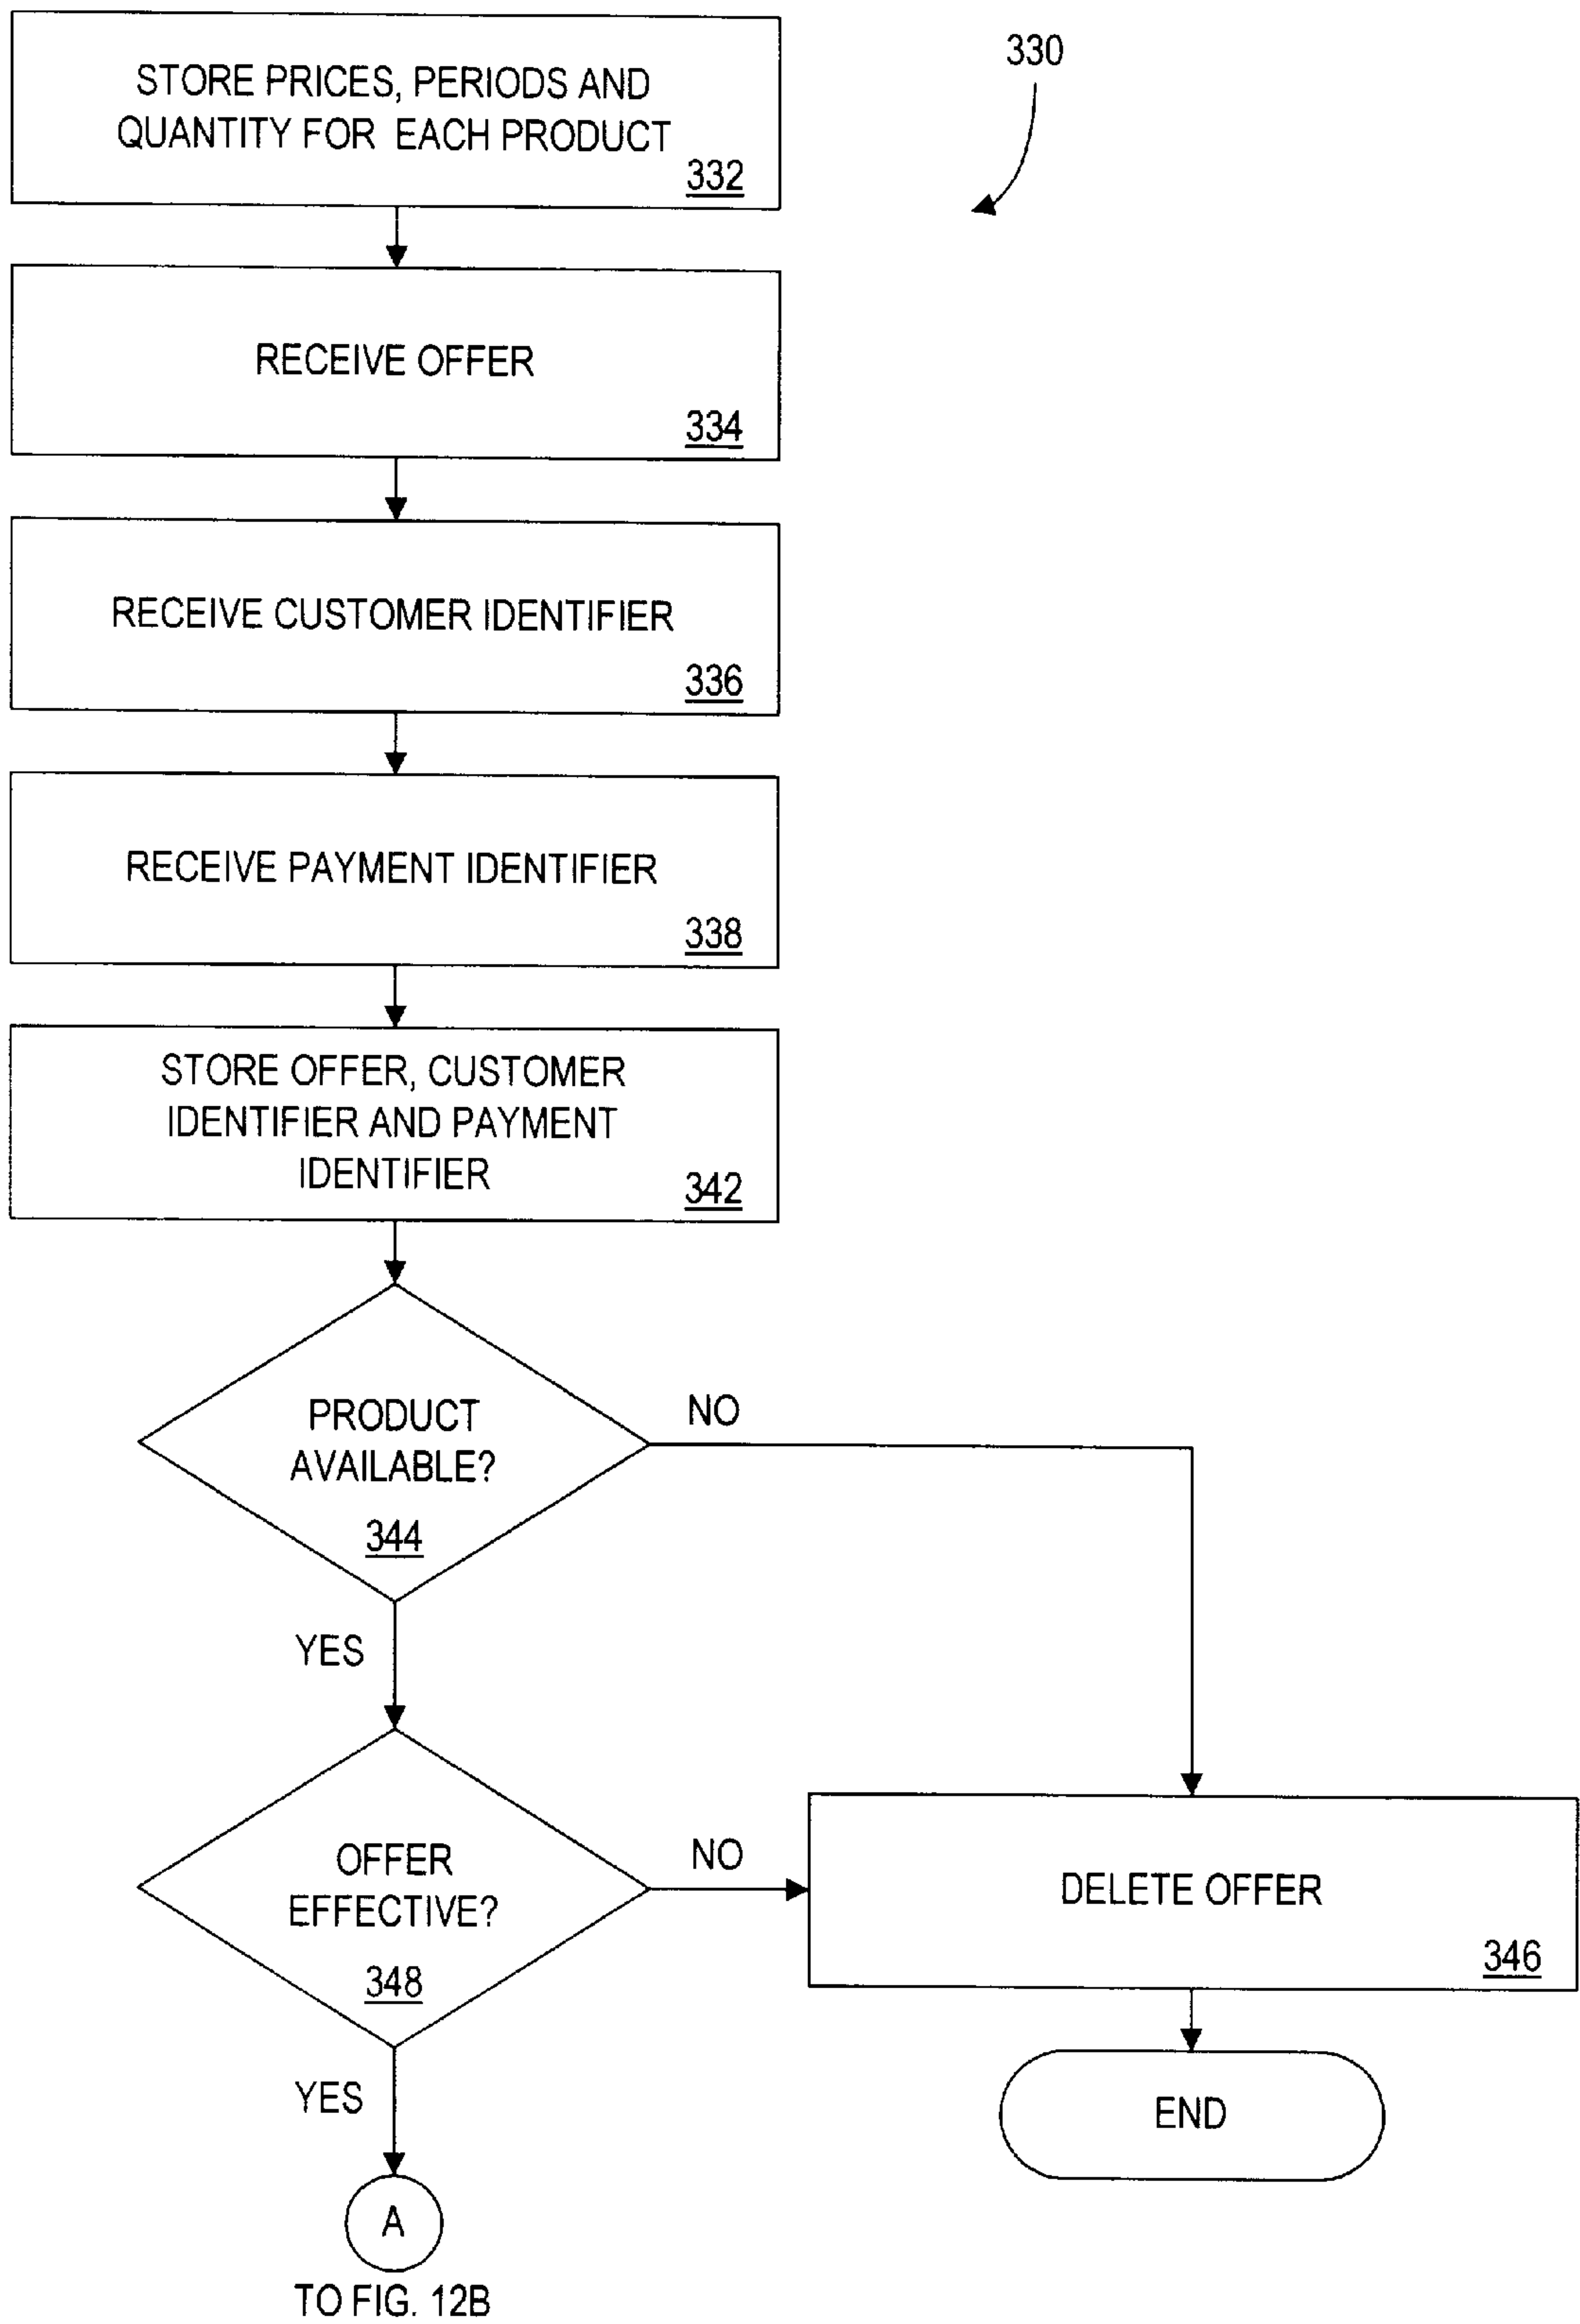 330
STORE PRICES, PERIODS AND
QUANTITY FOR EACH PRODUCT
332
RECEIVE OFFER
334
RECEIVE CUSTOMER IDENTIFIER
336
RECEIVE PAYMENT IDENTIFIER
338
STORE OFFER, CUSTOMER
IDENTIFIER AND PAYMENT
IDENTIFIER
342
PRODUCT
AVAILABLE?
344
NO
YES
OFFER
EFFECTIVE?
348
NO
DELETE OFFER
346
YES
END
A
TO FIG. 12B